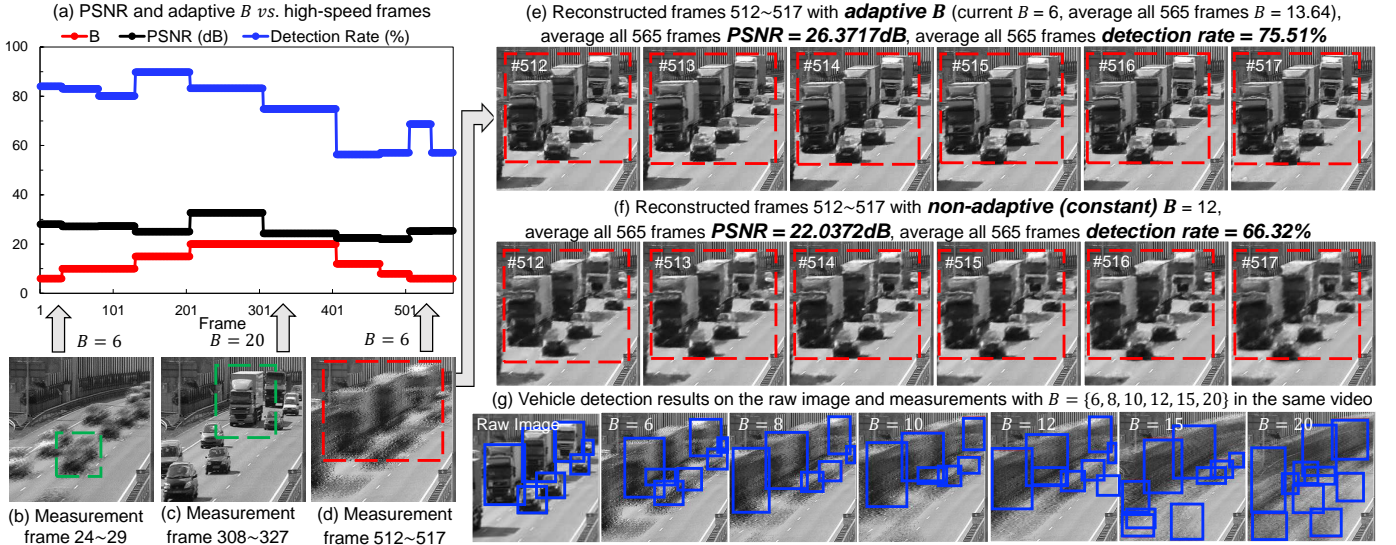 (a) PSNR and adaptive B vs. high-speed frames
B PSNR (dB) Detection Rate (%)
100
80
60
40
20
0
1 101 201 301 401 501
Frame
B = 6 B = 20 B = 6
(b) Measurement
frame 24~29
(c) Measurement
frame 308~327
(d) Measurement
frame 512~517
(e) Reconstructed frames 512~517 with adaptive B (current B = 6, average all 565 frames B = 13.64),
average all 565 frames PSNR = 26.3717dB, average all 565 frames detection rate = 75.51%
#512 #513 #514 #515 #516 #517
(f) Reconstructed frames 512~517 with non-adaptive (constant) B = 12,
average all 565 frames PSNR = 22.0372dB, average all 565 frames detection rate = 66.32%
#512 #513 #514 #515 #516 #517
(g) Vehicle detection results on the raw image and measurements with B = {6, 8, 10, 12, 15, 20} in the same video
Raw Image B = 6 B = 8 B = 10 B = 12 B = 15 B = 20